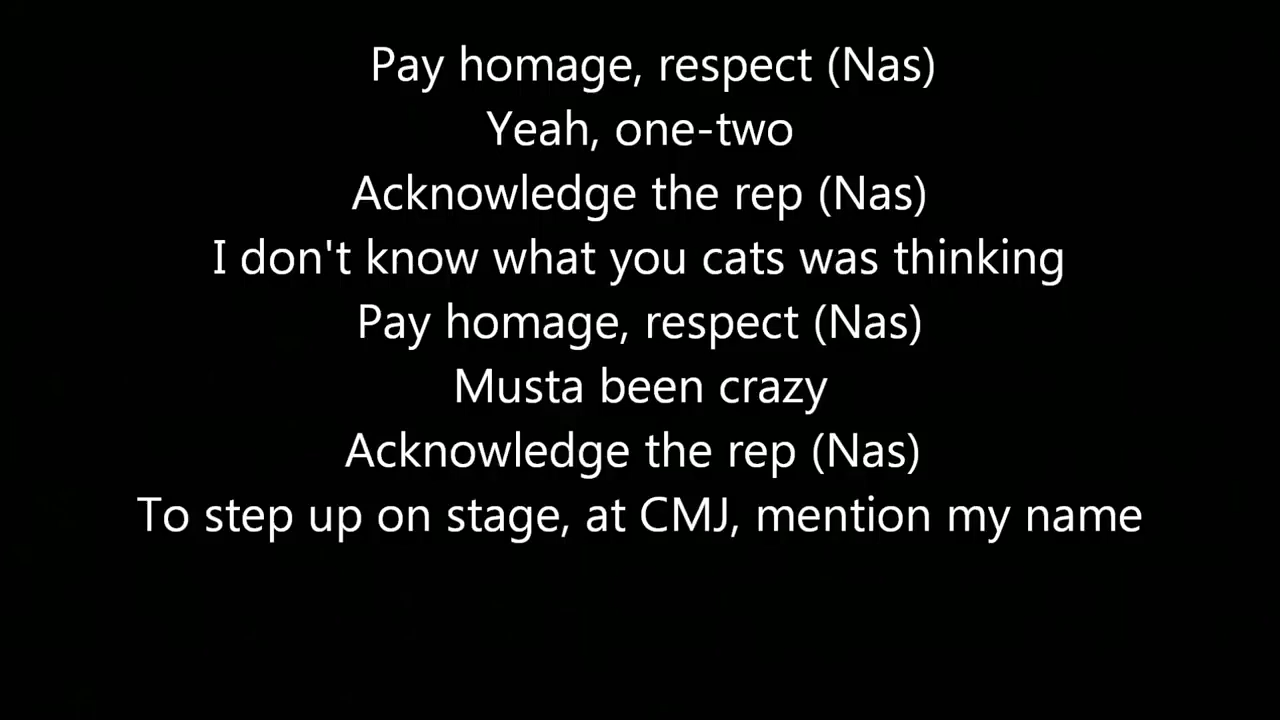 Pay homage, respect (Nas)
Yeah, one-two
Acknowledge the rep (Nas)
I don't know what you cats was thinking
Pay homage, respect (Nas)
Musta been crazy
Acknowledge the rep (Nas)
To step up on stage, at CMJ, mention my name